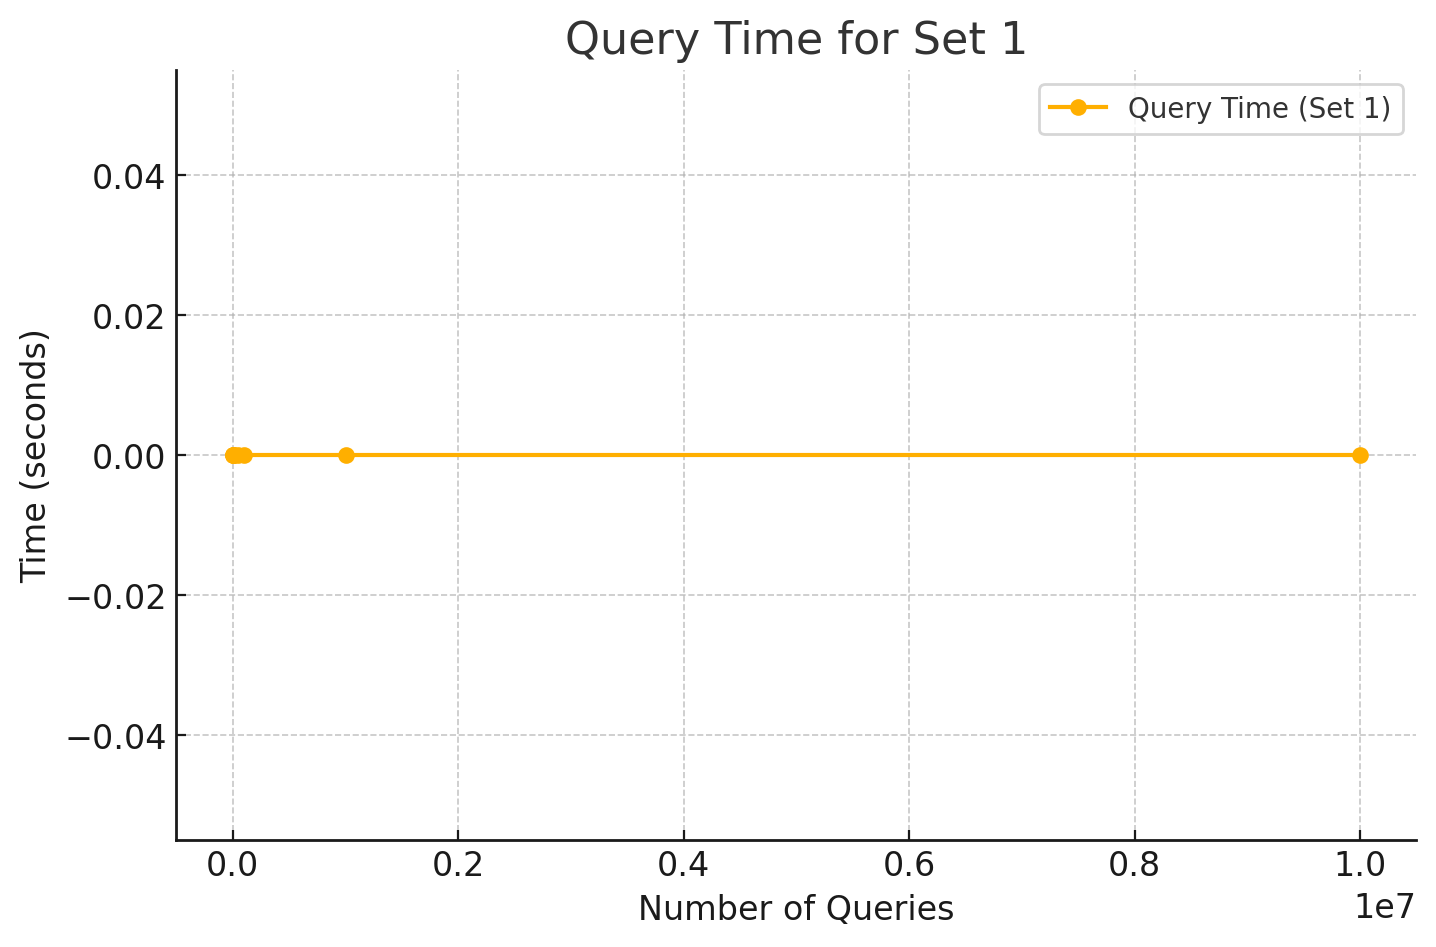 Query Time for Set 1
Query Time (Set 1)
0.04
0.02
0.00
−0.02
−0.04
Time (seconds)
0.0 0.2 0.4 0.6 0.8 1.0
1e7
Number of Queries